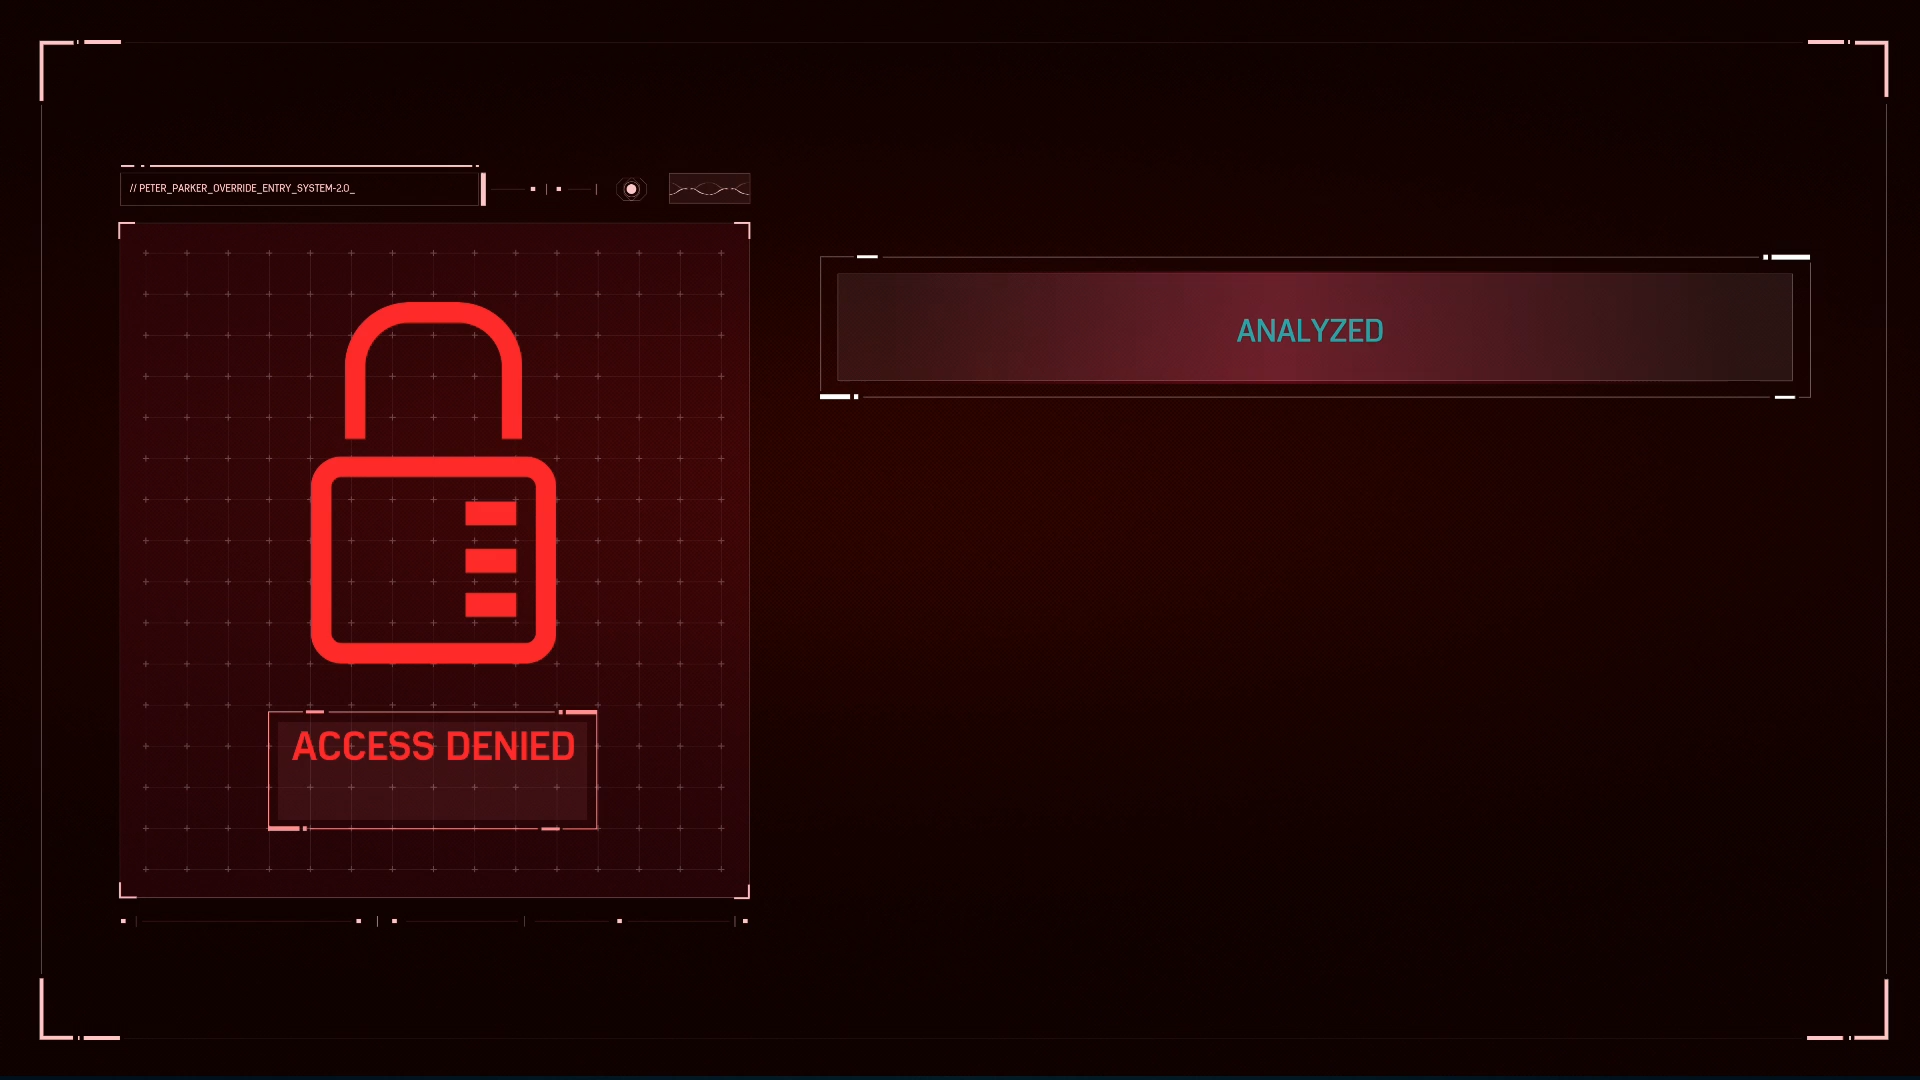 // PETER_PARKER_OVERRIDE_ENTRY_SYSTEM-2.0_
ANALYZED
ACCESS DENIED